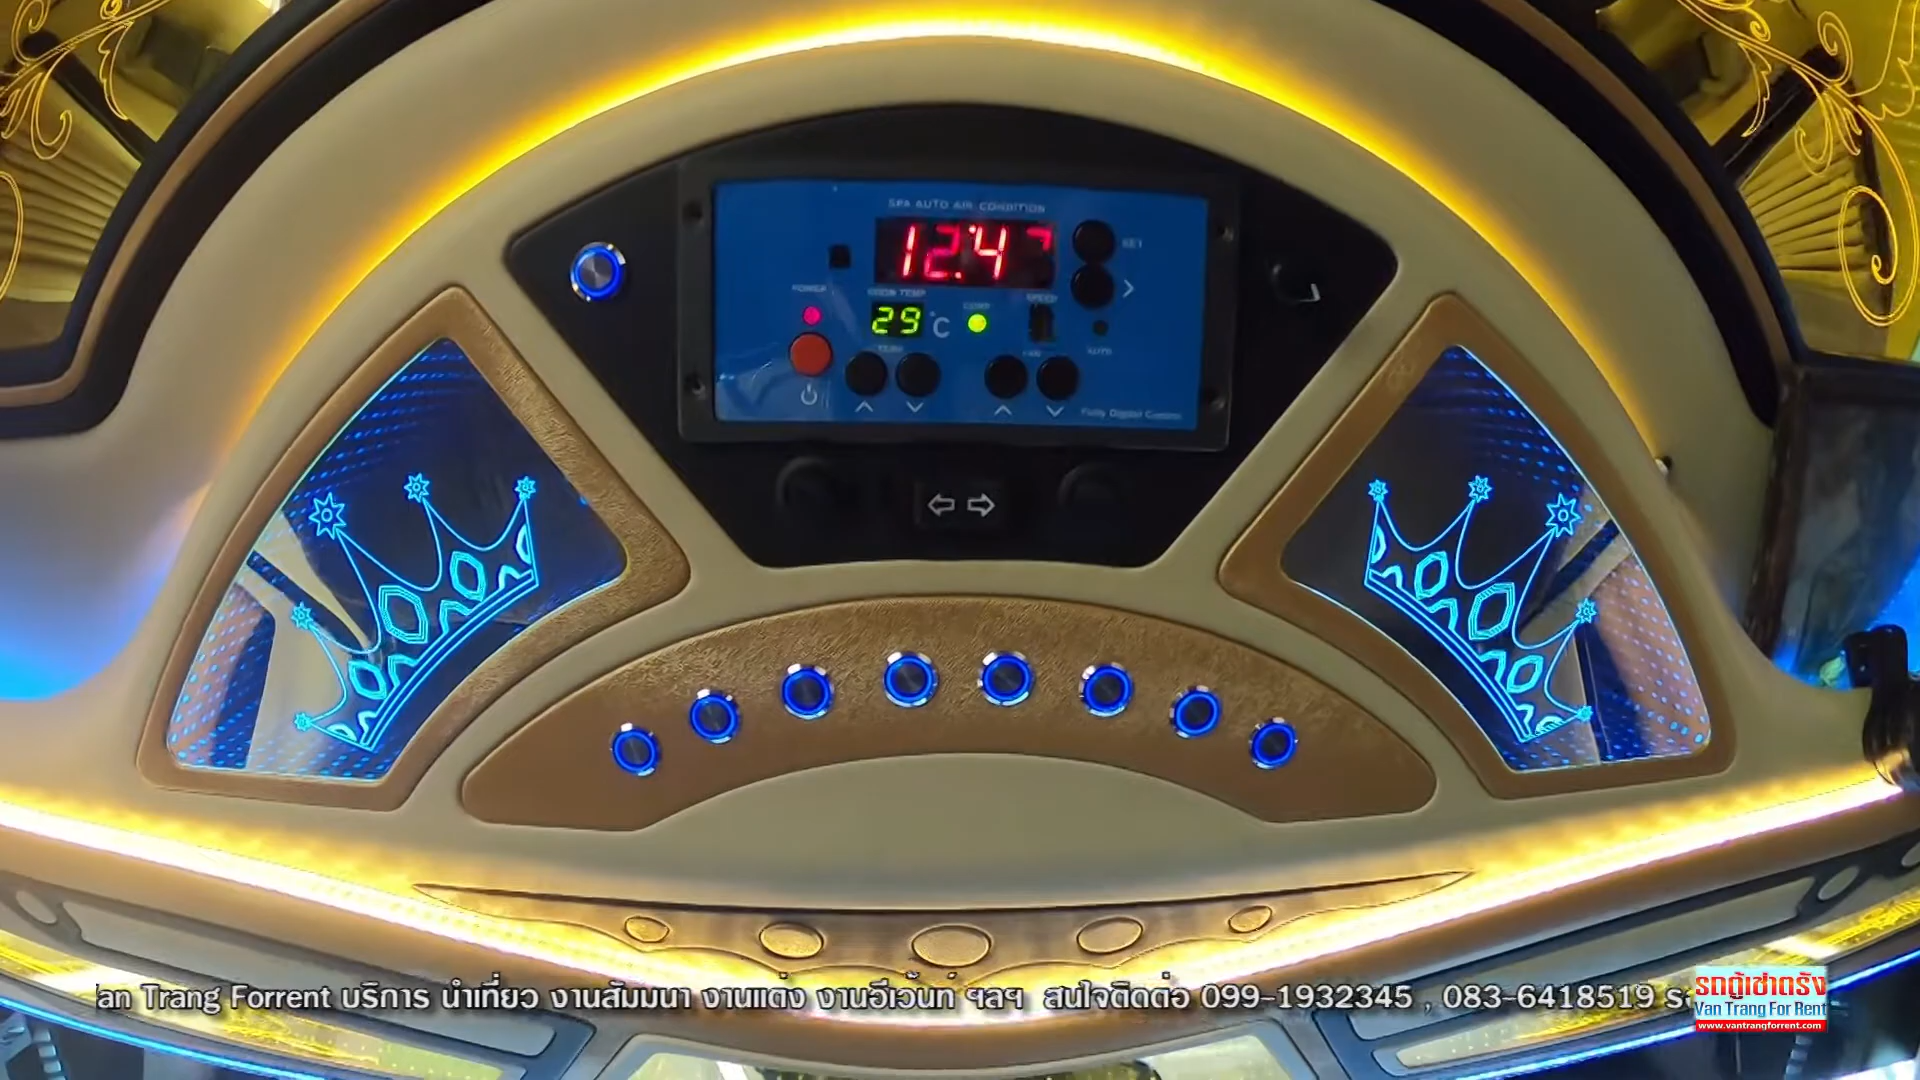 SPA AUTO AIR CONDITION
12:47
SET
POWER
ROOM TEMP
COMP
SPEED
29 °C
TEMP
FAN
AUTO
Fully Digital Control
an Trang Forrent บริการ นำเที่ยว งานสัมมนา งานแต่ง งานอีเว้นท์ ฯลฯ สนใจติดต่อ 099-1932345 , 083-6418519
รถตู้เช่าตรัง
Van Trang For Rent
www.vantrangforrent.com